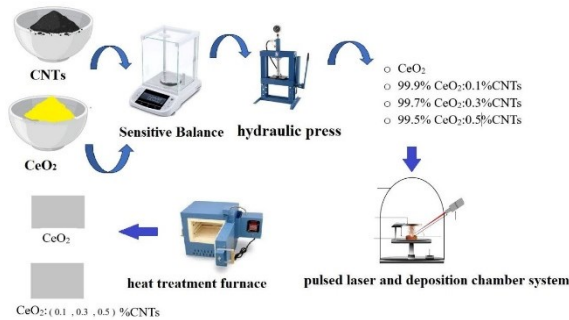 CNTs
CeO₂
Sensitive Balance
hydraulic press
○ CeO₂
○ 99.9% CeO₂:0.1%CNTs
○ 99.7% CeO₂:0.3%CNTs
○ 99.5% CeO₂:0.5%CNTs
pulsed laser and deposition chamber system
heat treatment furnace
CeO₂
CeO₂:( 0.1 , 0.3 , 0.5 ) %CNTs